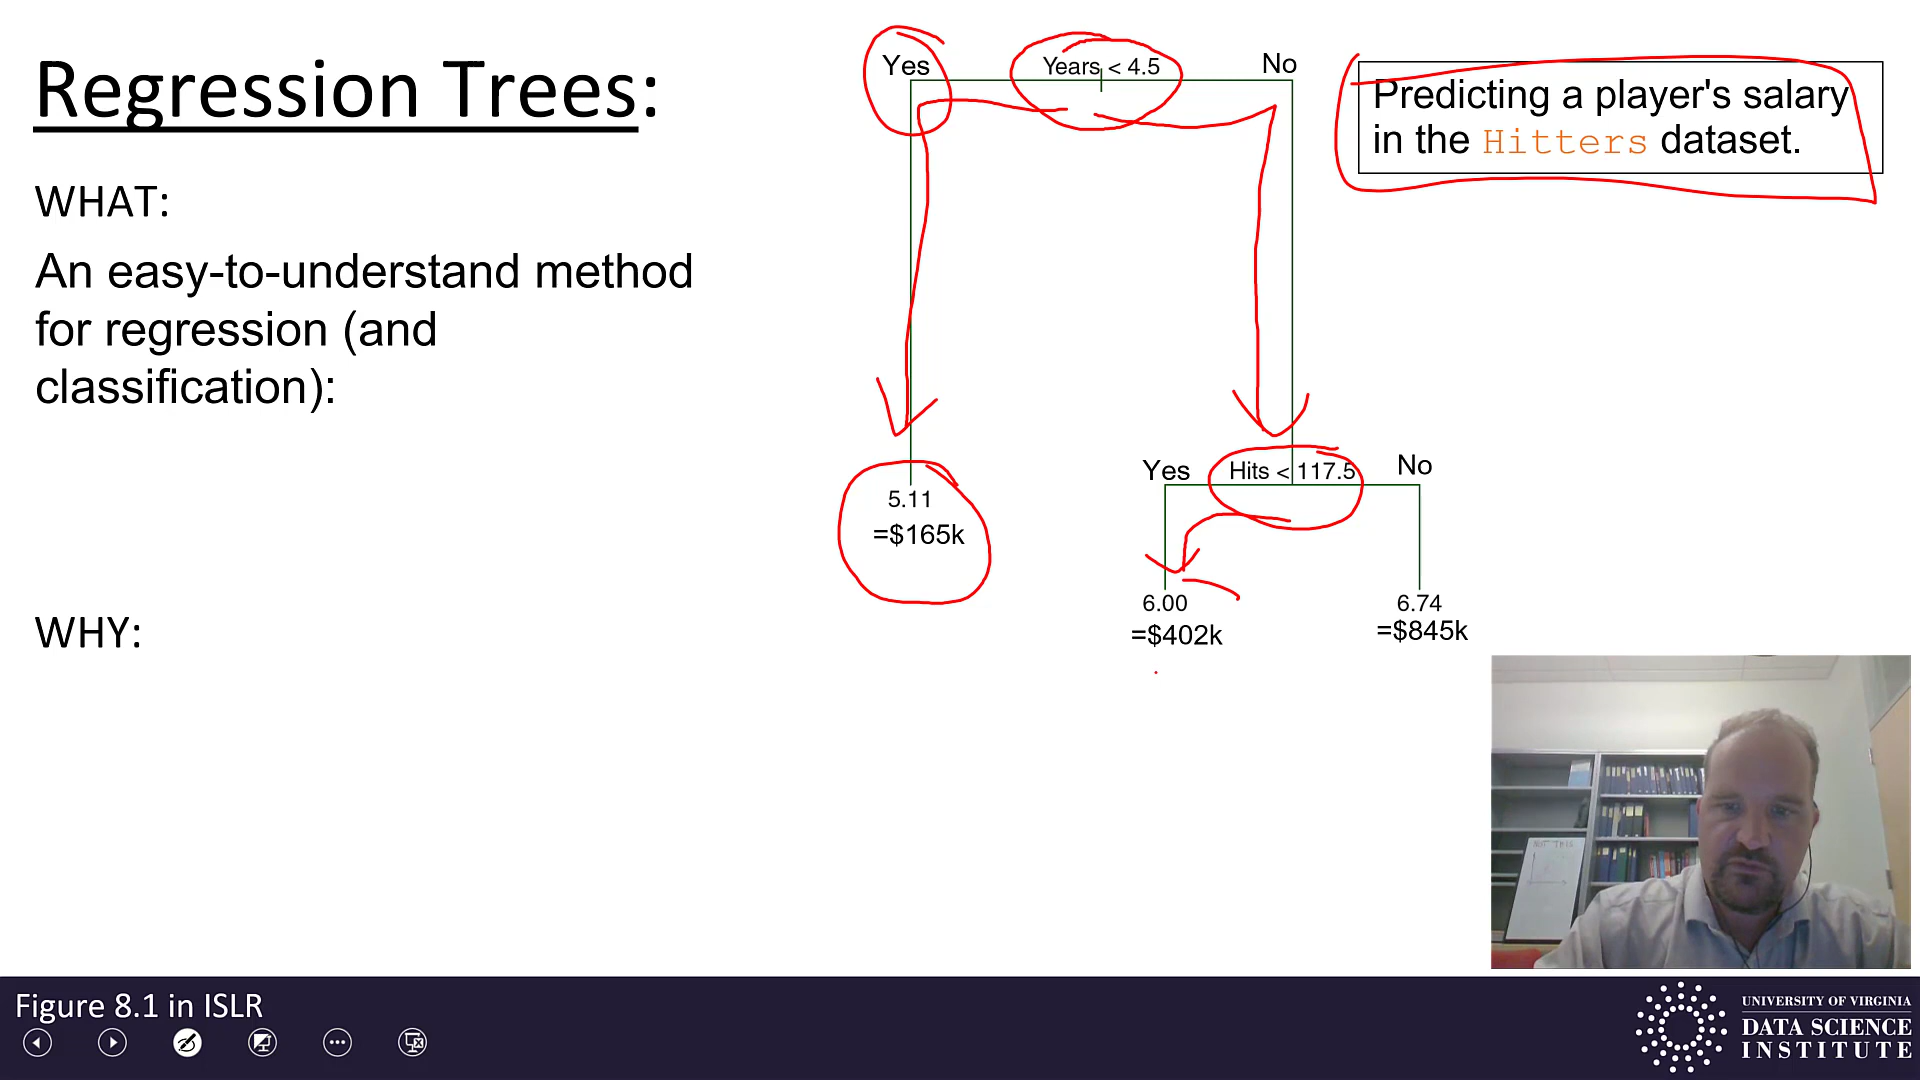 Regression Trees:
WHAT:
An easy-to-understand method
for regression (and
classification):
WHY:
Yes
Years < 4.5
No
Predicting a player's salary
in the Hitters dataset.
5.11
=$165k
Yes
Hits < 117.5
No
6.00
=$402k
6.74
=$845k
NOT THIS
Figure 8.1 in ISLR
UNIVERSITY OF VIRGINIA
DATA SCIENCE
INSTITUTE